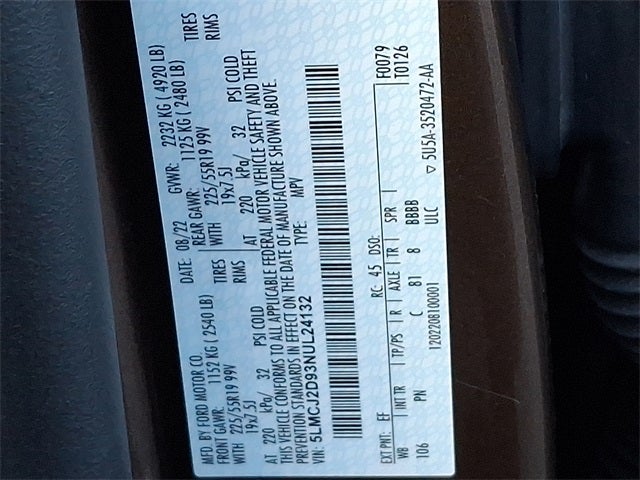 MFD. BY FORD MOTOR CO. DATE: 08/22 GVWR: 2232 KG ( 4920 LB)
FRONT GAWR: 1152 KG ( 2540 LB) REAR GAWR: 1125 KG ( 2480 LB)
WITH 225/55R19 99V TIRES WITH 225/55R19 99V TIRES
19x7.5J RIMS 19x7.5J RIMS
AT 220 kPa/ 32 PSI COLD AT 220 kPa/ 32 PSI COLD
THIS VEHICLE CONFORMS TO ALL APPLICABLE FEDERAL MOTOR VEHICLE SAFETY AND THEFT
PREVENTION STANDARDS IN EFFECT ON THE DATE OF MANUFACTURE SHOWN ABOVE.
VIN: 5LMCJ2D93NUL24132 TYPE: MPV
F0079
EXT PNT: EF RC: 45 DSO: T0126
WB INT TR TP/PS R AXLE TR SPR
106 PN C 81 8 BBBB
1202208100001 ULC
▽ 5U5A-3520472-AA